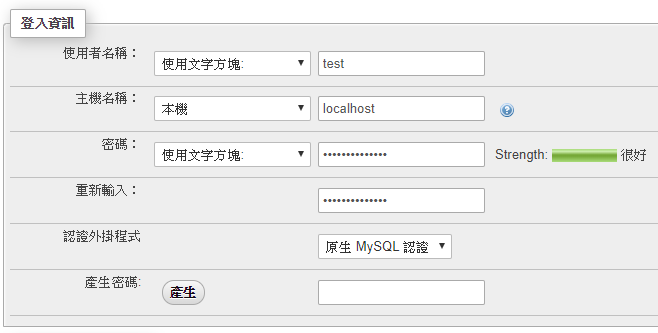 登入資訊
使用者名稱： 使用文字方塊: test
主機名稱： 本機 localhost
密碼： 使用文字方塊: •••••••••••••• Strength: 很好
重新輸入： ••••••••••••••
認證外掛程式 原生 MySQL 認證
產生密碼: 產生